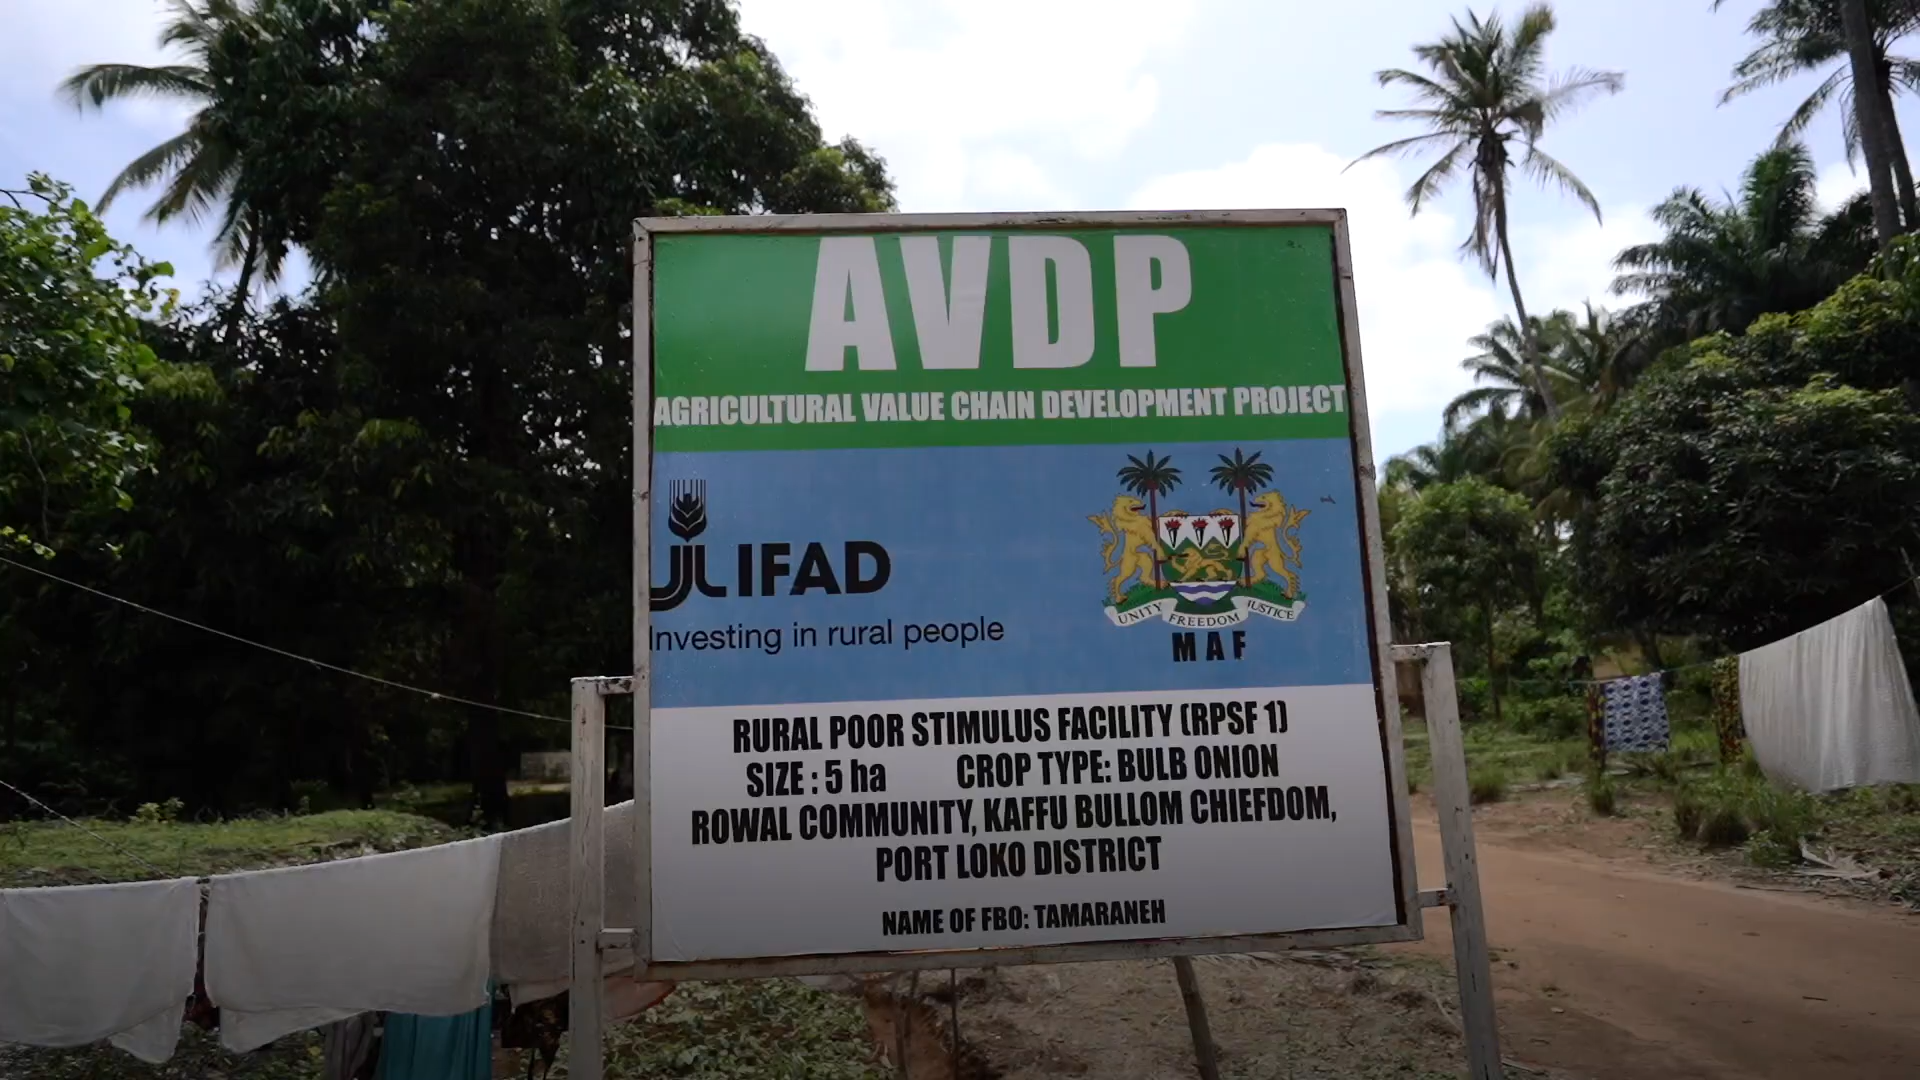 AVDP
AGRICULTURAL VALUE CHAIN DEVELOPMENT PROJECT
IFAD
Investing in rural people
UNITY FREEDOM JUSTICE
MAF
RURAL POOR STIMULUS FACILITY (RPSF 1)
SIZE : 5 ha CROP TYPE: BULB ONION
ROWAL COMMUNITY, KAFFU BULLOM CHIEFDOM,
PORT LOKO DISTRICT
NAME OF FBO: TAMARANEH